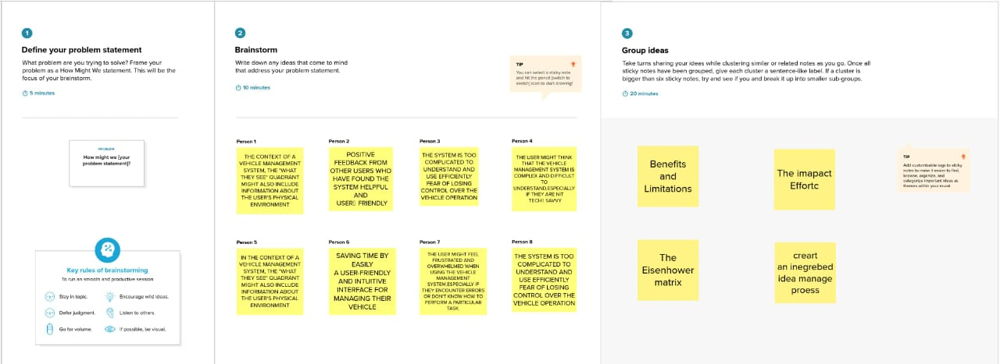 1
Define your problem statement
What problem are you trying to solve? Frame your
problem as a How Might We statement. This will be the
focus of your brainstorm.
5 minutes
PROBLEM
How might we [your
problem statement]?
Key rules of brainstorming
To run an smooth and productive session
Stay in topic.
Encourage wild ideas.
Defer judgment.
Listen to others.
Go for volume.
If possible, be visual.
2
Brainstorm
Write down any ideas that come to mind
that address your problem statement.
10 minutes
TIP
You can select a sticky note
and hit the pencil [switch to
sketch] icon to start drawing!
Person 1
THE CONTEXT OF A
VEHICLE MANAGEMENT
SYSTEM, THE "WHAT
THEY SEE" QUADRANT
MIGHT ALSO INCLUDE
INFORMATION ABOUT
THE USER'S PHYSICAL
ENVIRONMENT
Person 2
POSITIVE
FEEDBACK FROM
OTHER USERS WHO
HAVE FOUND THE
SYSTEM HELPFUL
AND
USER▯ FRIENDLY
Person 3
THE SYSTEM IS TOO
COMPLICATED TO
UNDERSTAND AND
USE EFFICIENTLY
FEAR OF LOSING
CONTROL OVER THE
VEHICLE OPERATION
Person 4
THE USER MIGHT THINK
THAT THE VEHICLE
MANAGEMENT SYSTEM IS
COMPLEX AND DIFFICULT
TO
UNDERSTAND,ESPECIALLY
IF THEY ARE NIT
TECH▯ SAVVY
Person 5
IN THE CONTEXT OF A
VEHICLE MANAGEMENT
SYSTEM, THE "WHAT
THEY SEE" QUADRANT
MIGHT ALSO INCLUDE
INFORMATION ABOUT
THE USER'S PHYSICAL
ENVIRONMENT
Person 6
SAVING TIME BY
EASILY
A USER-FRIENDLY
AND INTUITIVE
INTERFACE FOR
MANAGING THEIR
VEHICLE
Person 7
THE USER MIGHT FEEL
FRUSTRATED AND
OVERWHELMED WHEN
USING THE VEHICLE
MANAGEMENT
SYSTEM,ESPECIALLY IF
THEY ENCOUNTER ERRORS
OR DON'T KNOW HOW TO
PERFORM A PARTICULAR
TASK.
Person 8
THE SYSTEM IS TOO
COMPLICATED TO
UNDERSTAND AND
USE EFFICIENTLY
FEAR OF LOSING
CONTROL OVER THE
VEHICLE OPERATION
3
Group ideas
Take turns sharing your ideas while clustering similar or related notes as you go. Once all
sticky notes have been grouped, give each cluster a sentence-like label. If a cluster is
bigger than six sticky notes, try and see if you and break it up into smaller sub-groups.
20 minutes
Benefits
and
Limitations
The imapact
Effortc
TIP
Add customizable tags to sticky
notes to make it easier to find,
browse, organize, and
categorize important ideas as
themes within your mural.
The
Eisenhower
matrix
creart
an inegrebed
idea manage
proess